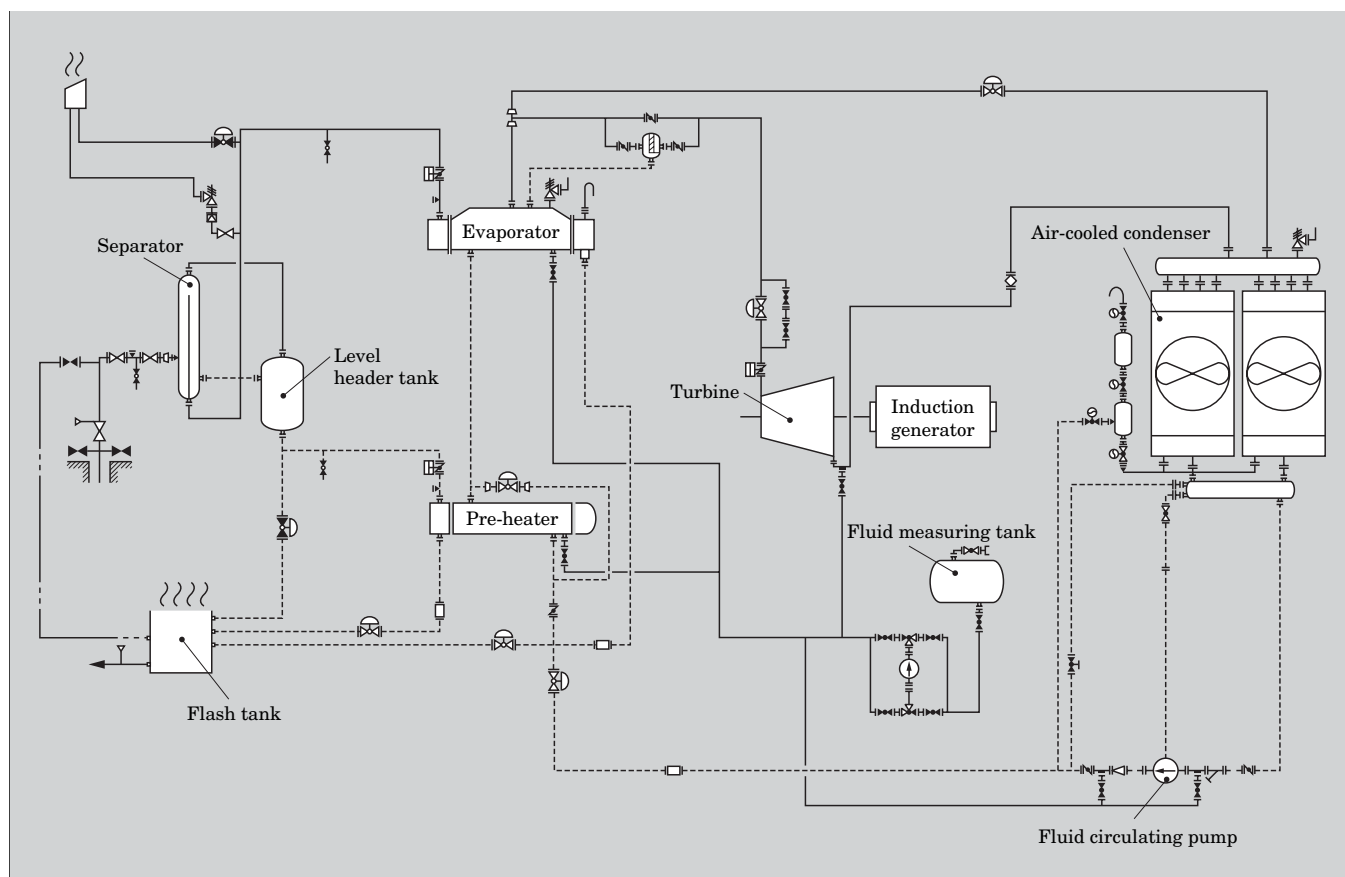 Separator
Evaporator
Air-cooled condenser
Level
header tank
Turbine
Induction
generator
Pre-heater
Fluid measuring tank
Flash tank
Fluid circulating pump